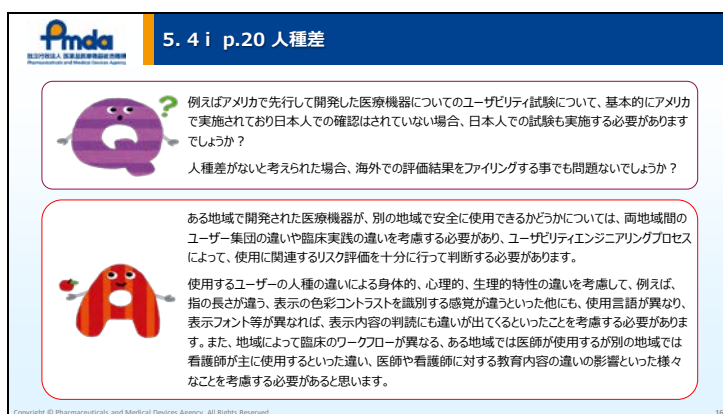 Pmda
独立行政法人 医薬品医療機器総合機構
Pharmaceuticals and Medical Devices Agency
5. 4 i p.20 人種差
Q
?
例えばアメリカで先行して開発した医療機器についてのユーザビリティ試験について、基本的にアメリカ
で実施されており日本人での確認はされていない場合、日本人での試験も実施する必要があります
でしょうか？
人種差がないと考えられた場合、海外での評価結果をファイリングする事でも問題ないでしょうか？
A
ある地域で開発された医療機器が、別の地域で安全に使用できるかどうかについては、両地域間の
ユーザー集団の違いや臨床実践の違いを考慮する必要があり、ユーザビリティエンジニアリングプロセス
によって、使用に関連するリスク評価を十分に行って判断する必要があります。
使用するユーザーの人種の違いによる身体的、心理的、生理的特性の違いを考慮して、例えば、
指の長さが違う、表示の色彩コントラストを識別する感覚が違うといった他にも、使用言語が異なり、
表示フォント等が異なれば、表示内容の判読にも違いが出てくるといったことを考慮する必要がありま
す。また、地域によって臨床のワークフローが異なる、ある地域では医師が使用するが別の地域では
看護師が主に使用するといった違い、医師や看護師に対する教育内容の違いの影響といった様々
なことを考慮する必要があると思います。
Copyright © Pharmaceuticals and Medical Devices Agency. All Rights Reserved.
16